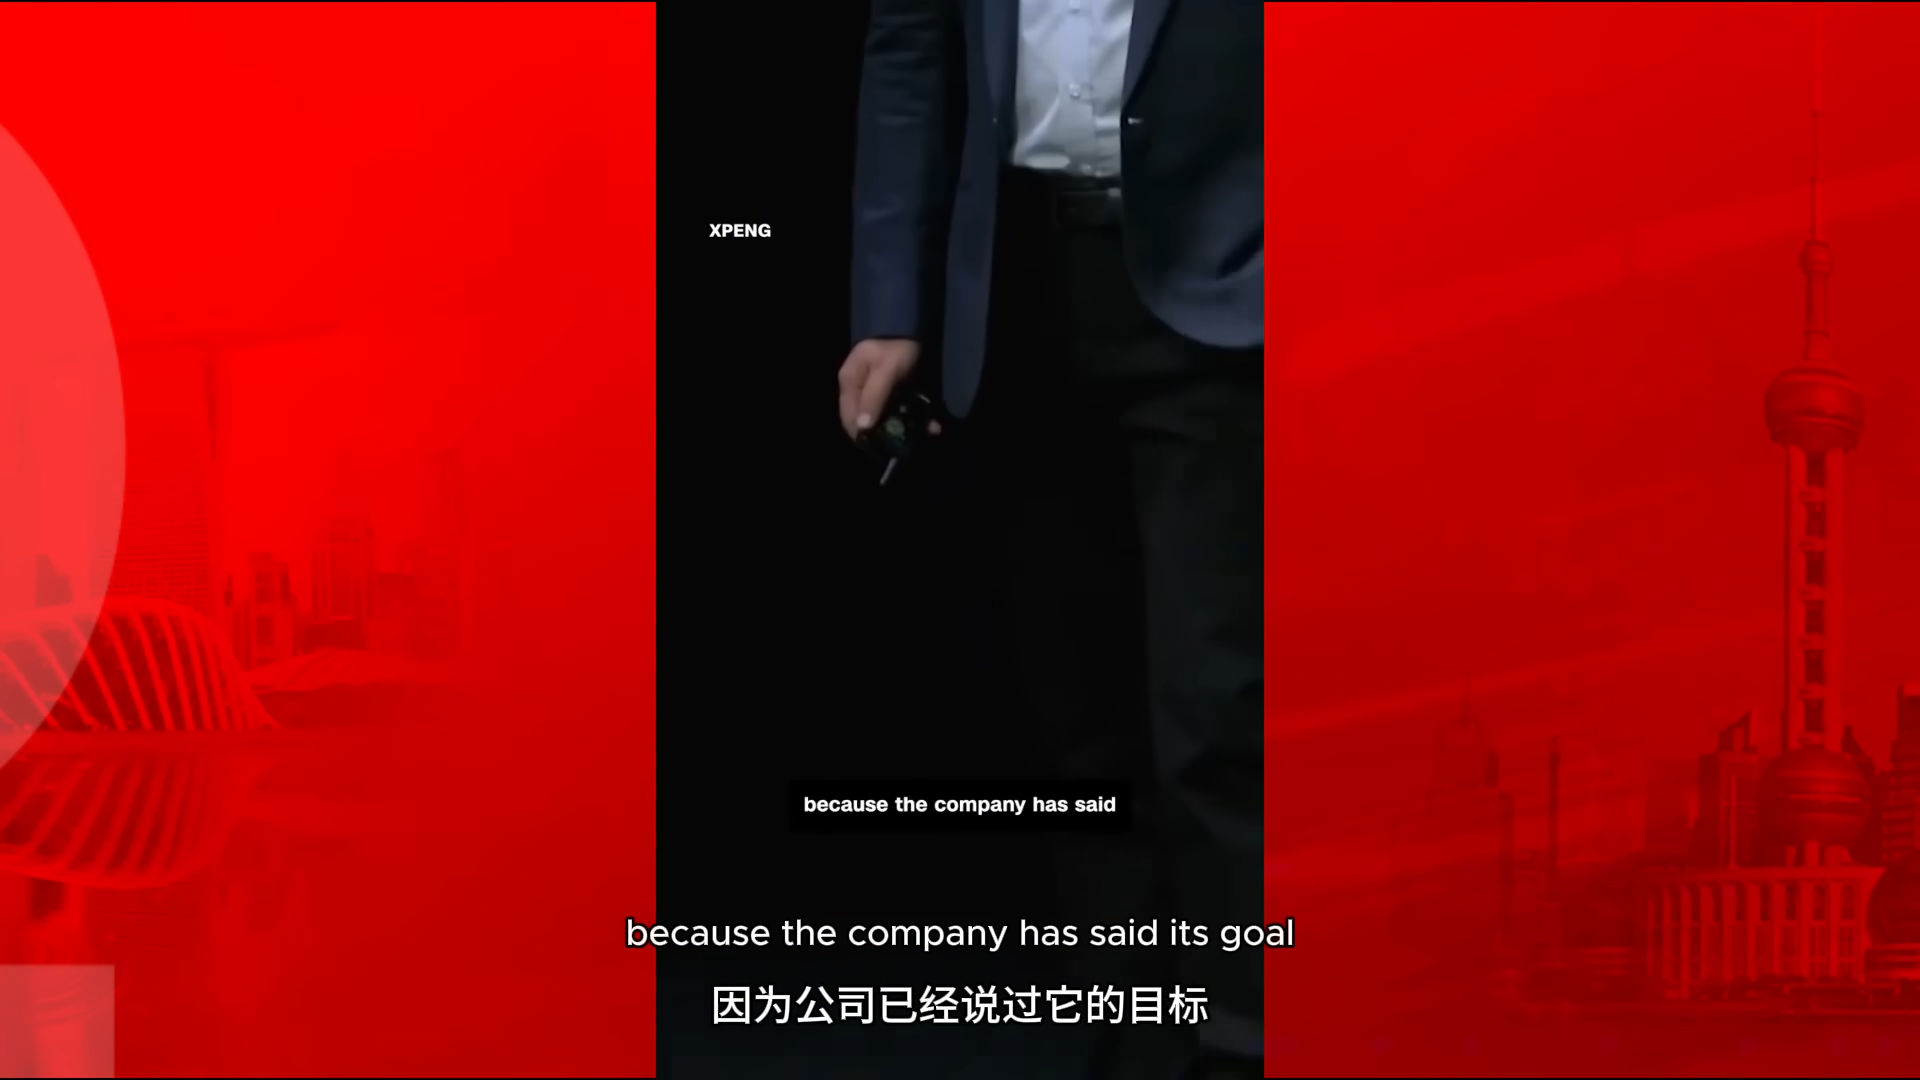 XPENG
because the company has said
because the company has said its goal
因为公司已经说过它的目标